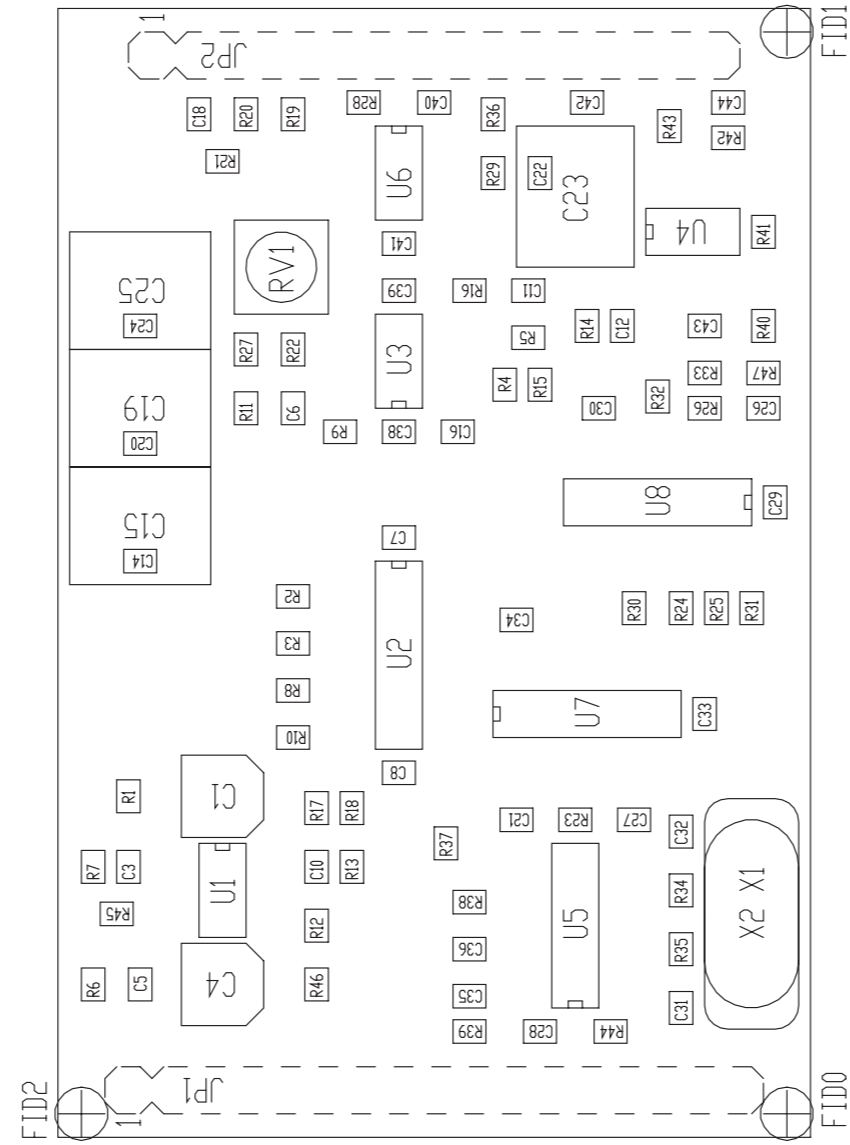 1
FID1
JP2
C18
R20
R19
R28
C40
R36
C42
C44
R43
R42
R21
U6
R29
C22
C23
U4
R41
C41
RV1
C25
C24
C39
R16
C11
R14
C12
C43
R40
R5
R27
R22
U3
R4
R15
R33
R47
C19
R11
C6
C30
R32
R26
C26
C20
R9
C38
C16
U8
C29
C15
C14
C7
R2
R30
R24
R25
R31
C34
R3
U2
R8
U7
C33
R10
C8
C1
R1
R17
R18
R37
C21
R23
C27
C32
R7
C3
U1
C10
R13
R38
R34
X2 X1
R45
R12
U5
C36
R35
R6
C5
C4
R46
C35
C31
R39
C28
R44
FID2
1
JP1
FID0